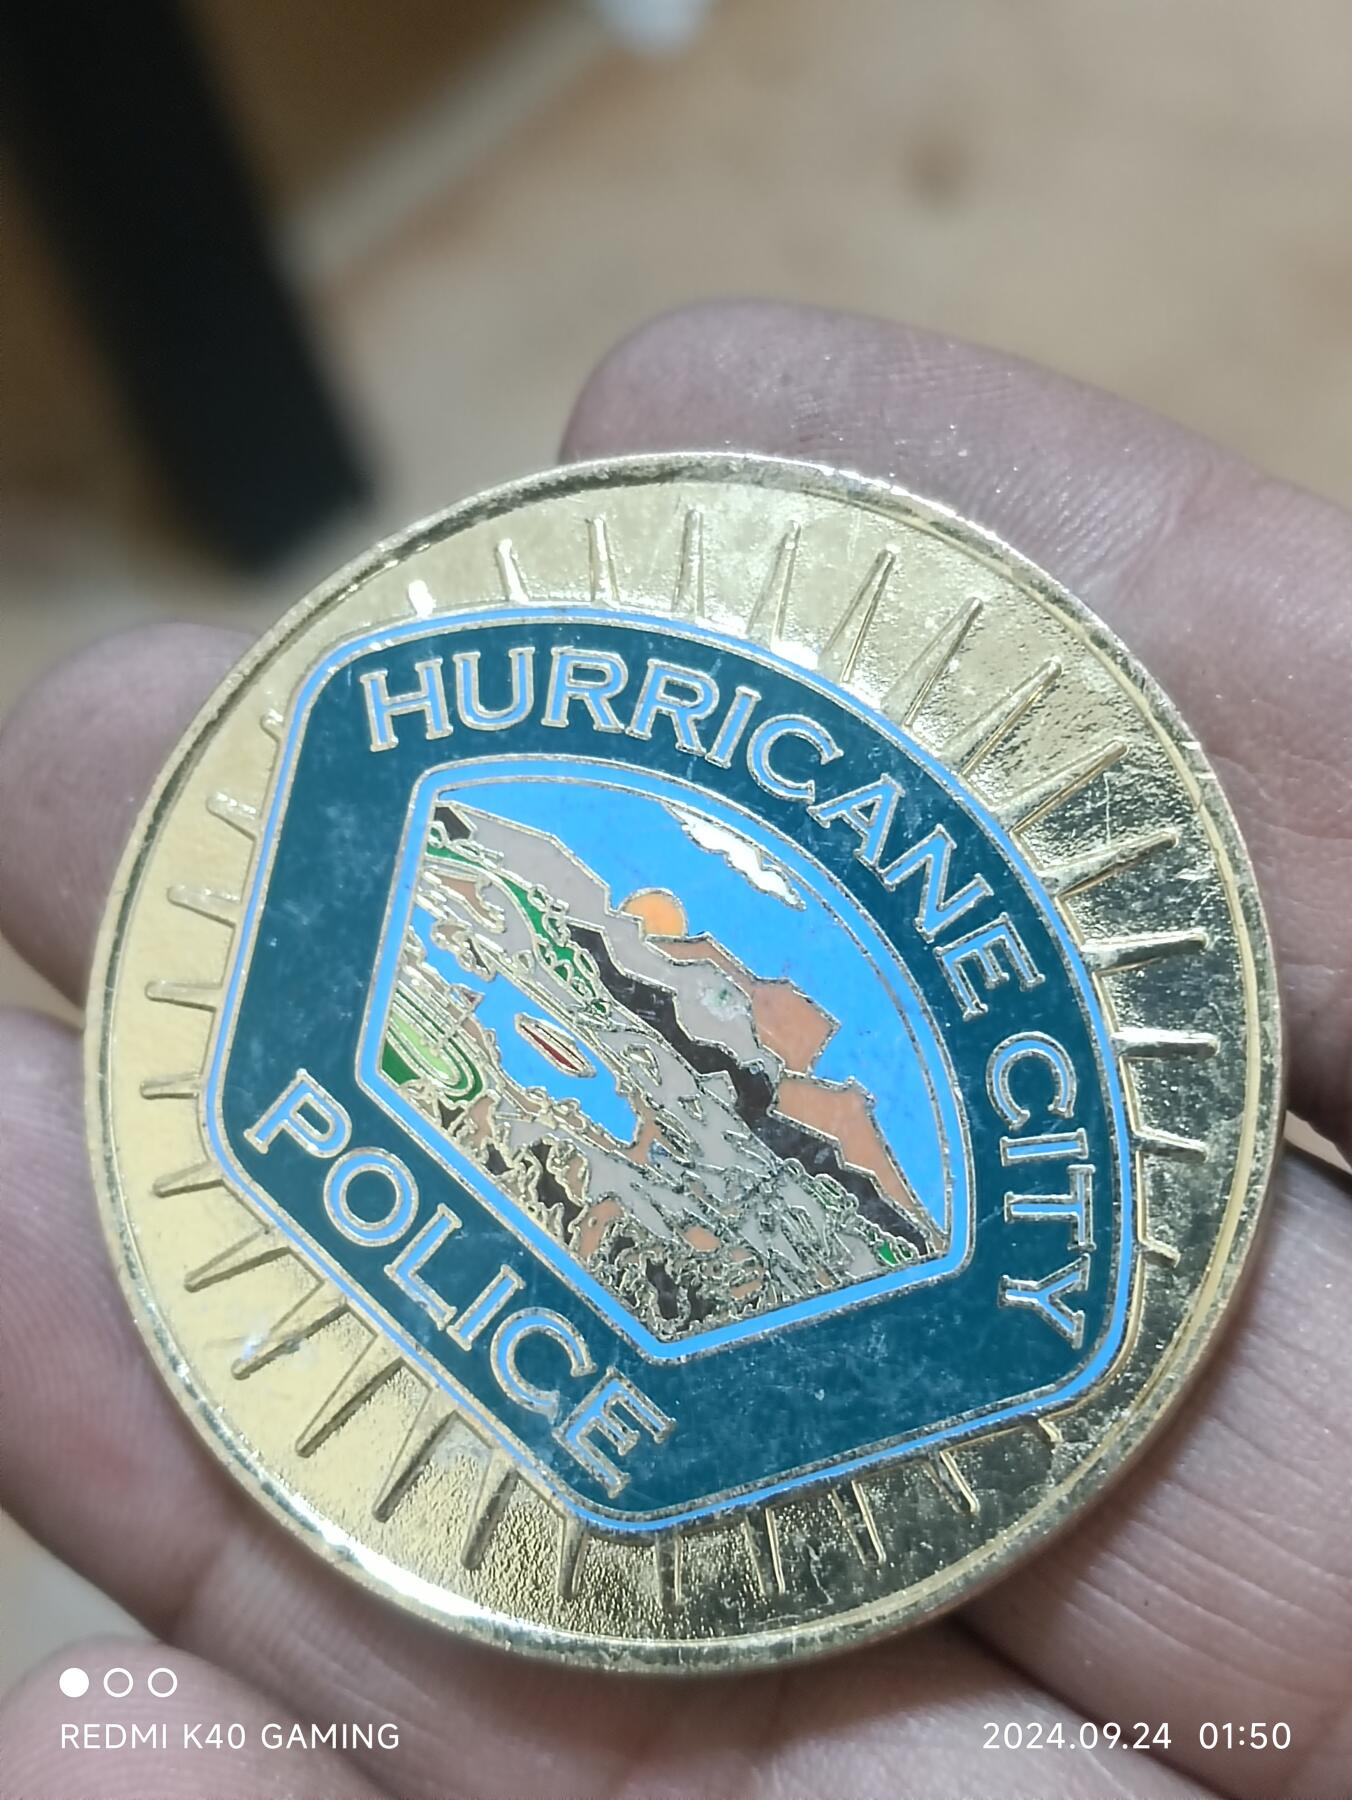 HURRICANE CITY
POLICE
REDMI K40 GAMING
2024.09.24 01:50